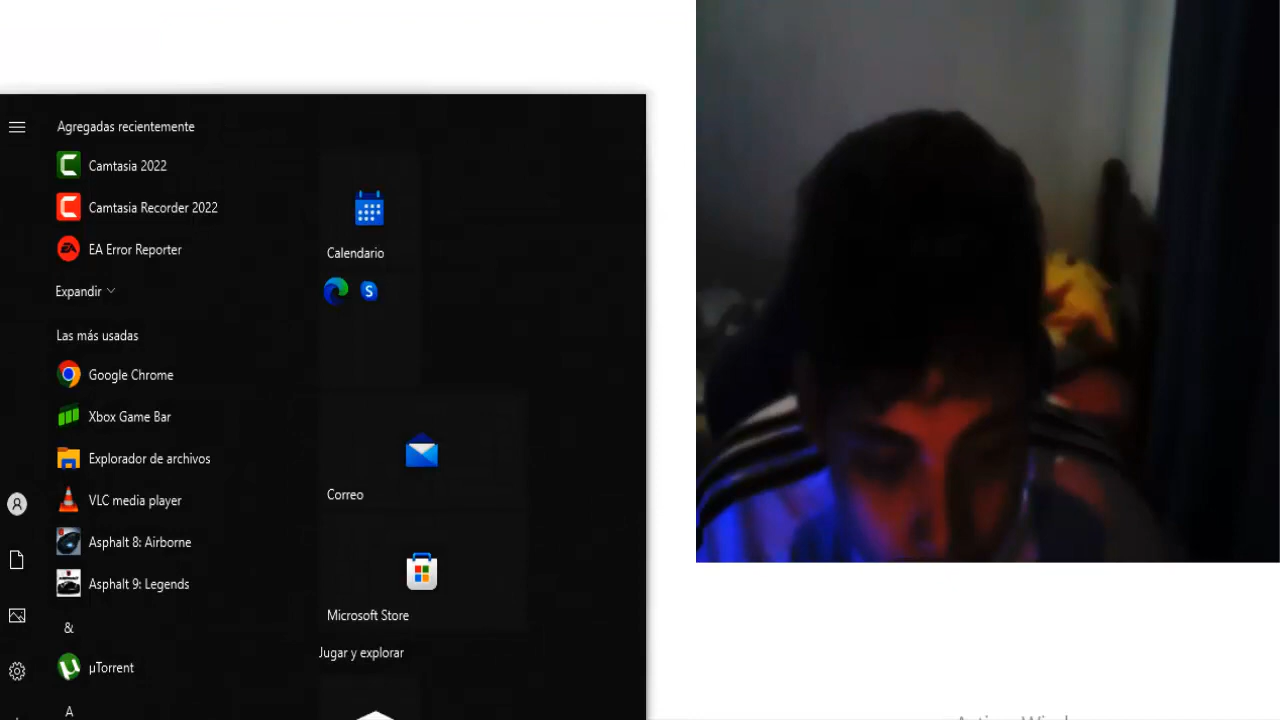 Agregadas recientemente
Camtasia 2022
Camtasia Recorder 2022
EA Error Reporter
Expandir
Las más usadas
Google Chrome
Xbox Game Bar
Explorador de archivos
VLC media player
Asphalt 8: Airborne
Asphalt 9: Legends
&
µTorrent
A
Calendario
Correo
Microsoft Store
Jugar y explorar